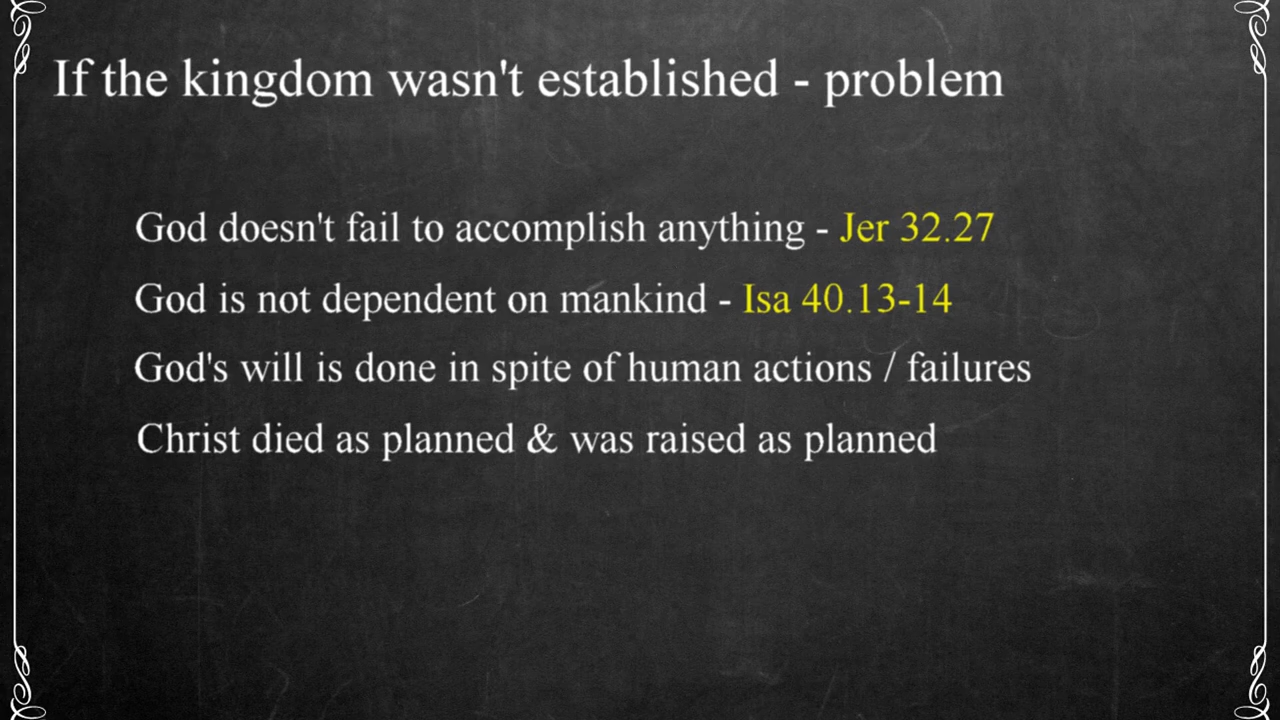 If the kingdom wasn't established - problem
God doesn't fail to accomplish anything - Jer 32.27
God is not dependent on mankind - Isa 40.13-14
God's will is done in spite of human actions / failures
Christ died as planned & was raised as planned